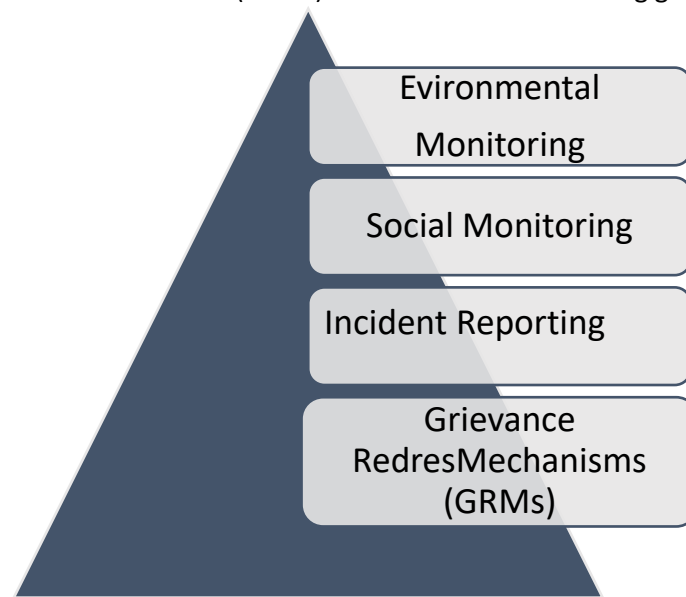 Evironmental
Monitoring
Social Monitoring
Incident Reporting
Grievance
RedresMechanisms
(GRMs)